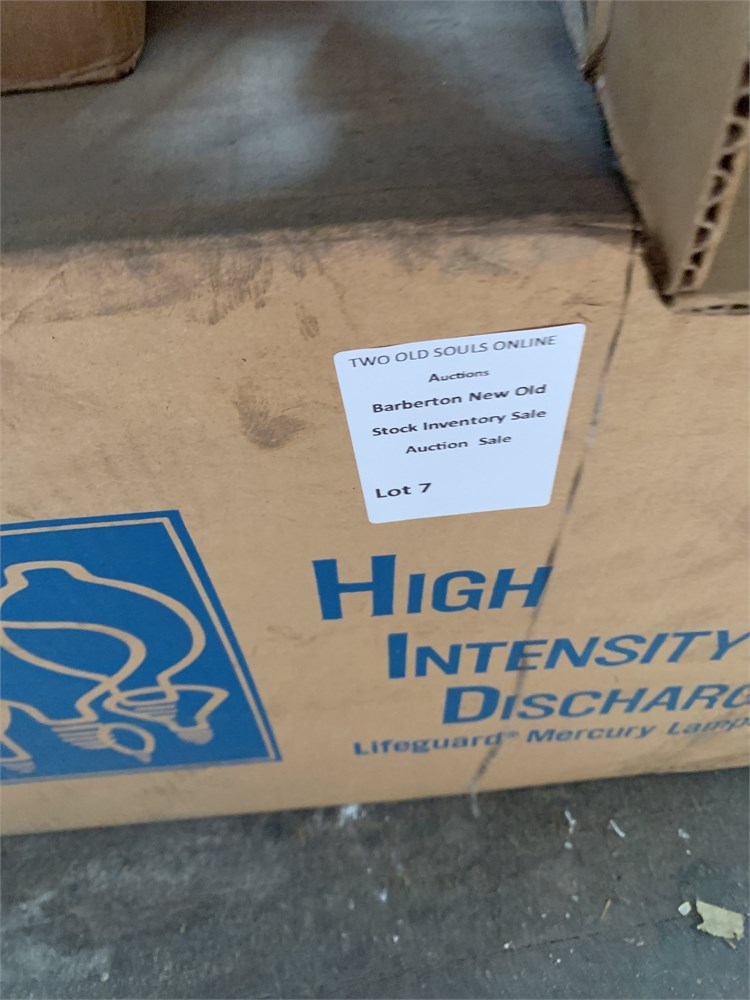 TWO OLD SOULS ONLINE
Auctions
Barberton New Old
Stock Inventory Sale
Auction Sale
Lot 7
HIGH
INTENSITY
DISCHARG
Lifeguard® Mercury Lamps